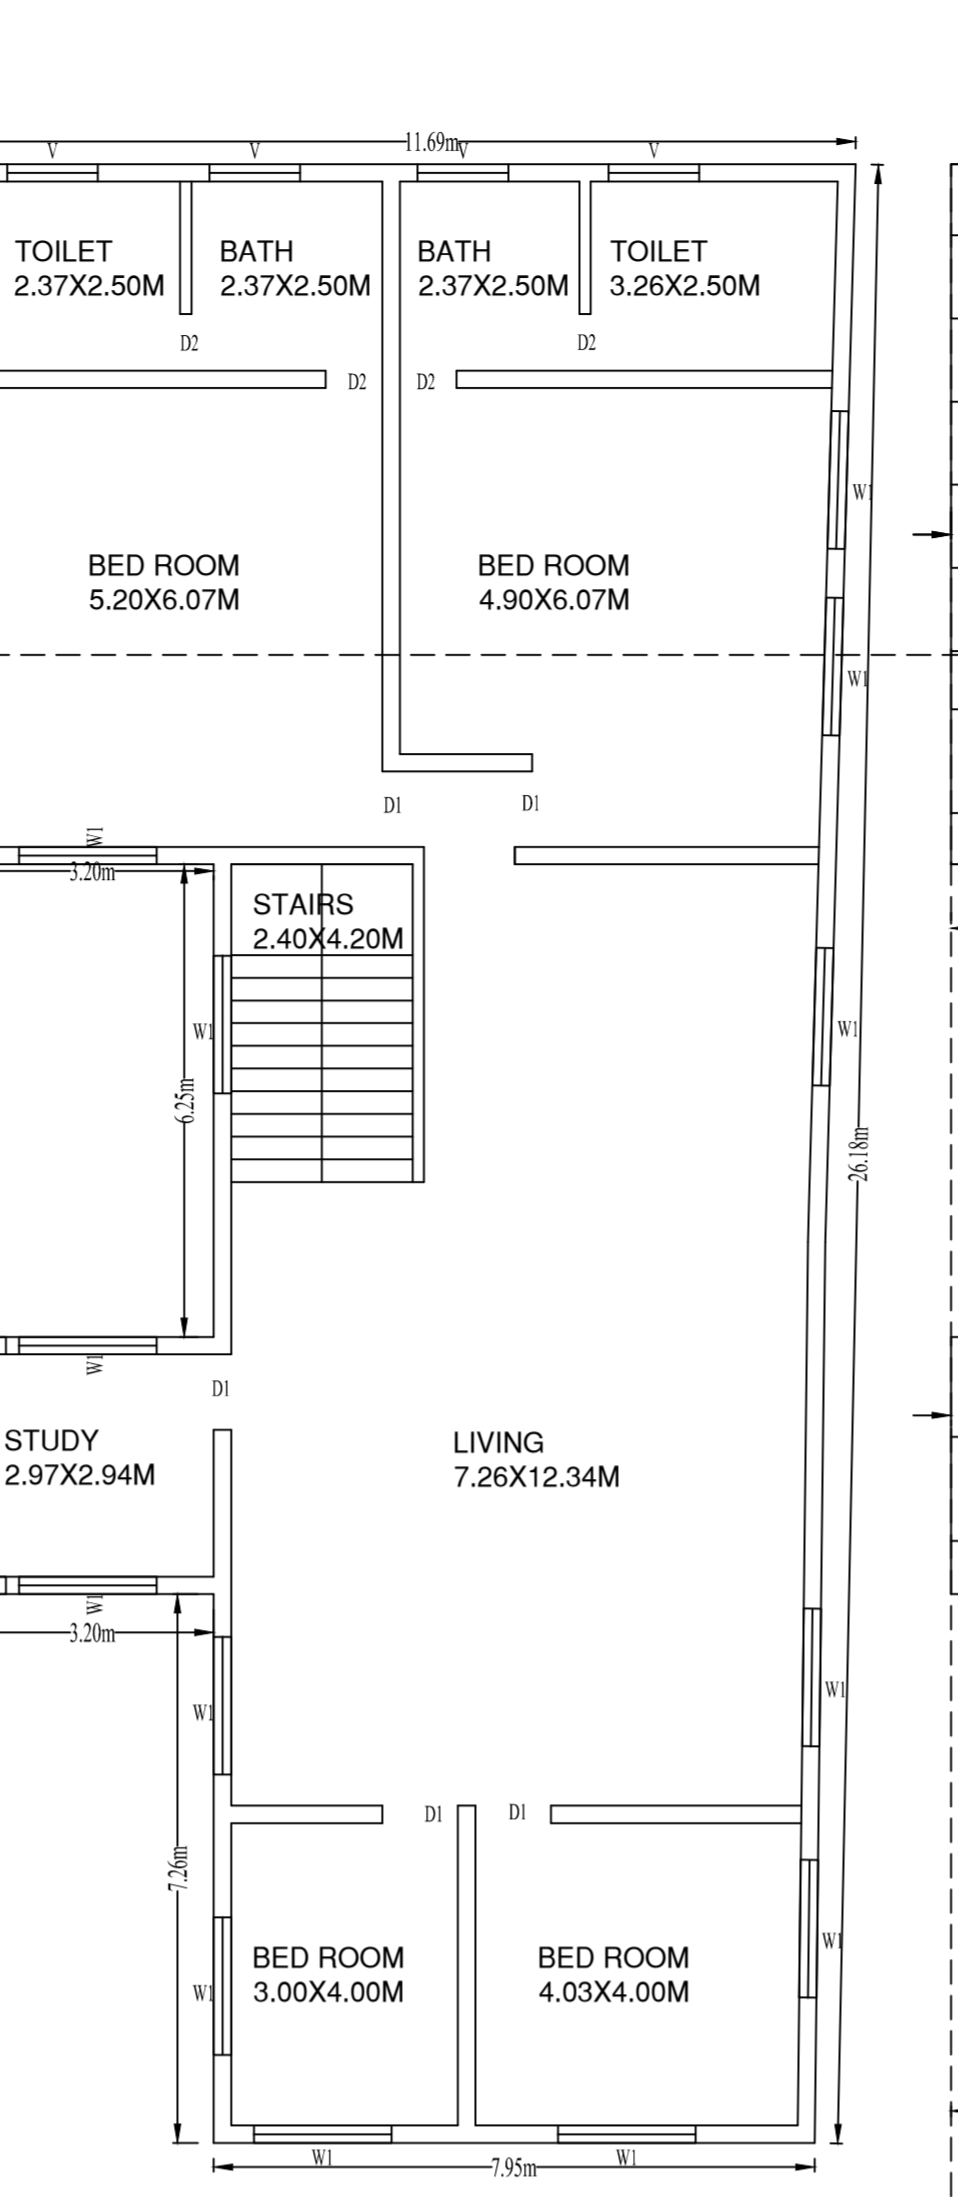 11.69m
V
V
V
V
TOILET
2.37X2.50M
BATH
2.37X2.50M
BATH
2.37X2.50M
TOILET
3.26X2.50M
D2
D2
D2
D2
W1
BED ROOM
5.20X6.07M
BED ROOM
4.90X6.07M
W1
D1
D1
W1
3.20m
STAIRS
2.40X4.20M
W1
W1
6.25m
26.18m
W1
D1
STUDY
2.97X2.94M
LIVING
7.26X12.34M
W1
3.20m
W1
W1
D1
D1
7.26m
W1
BED ROOM
3.00X4.00M
BED ROOM
4.03X4.00M
W1
W1
W1
7.95m